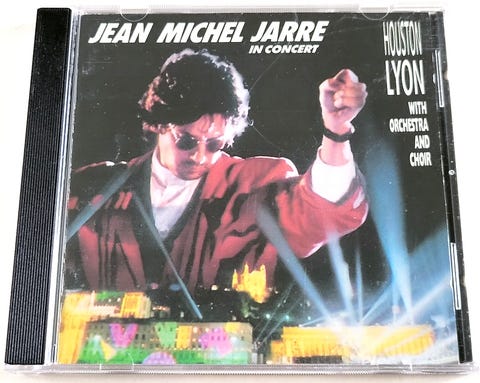 JEAN MICHEL JARRE
IN CONCERT
HOUSTON
LYON
WITH
ORCHESTRA
AND
CHOIR